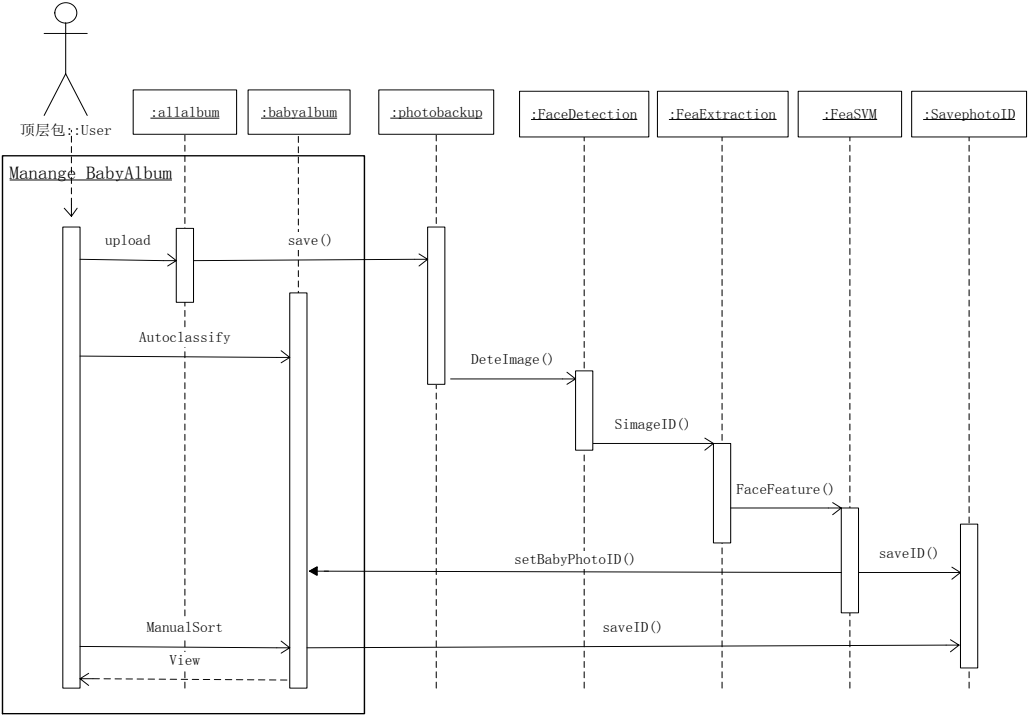 顶层包::User
:allalbum
:babyalbum
:photobackup
:FaceDetection
:FeaExtraction
:FeaSVM
:SavephotoID
Manange BabyAlbum
upload
save()
Autoclassify
DeteImage()
SimageID()
FaceFeature()
setBabyPhotoID()
saveID()
ManualSort
saveID()
View